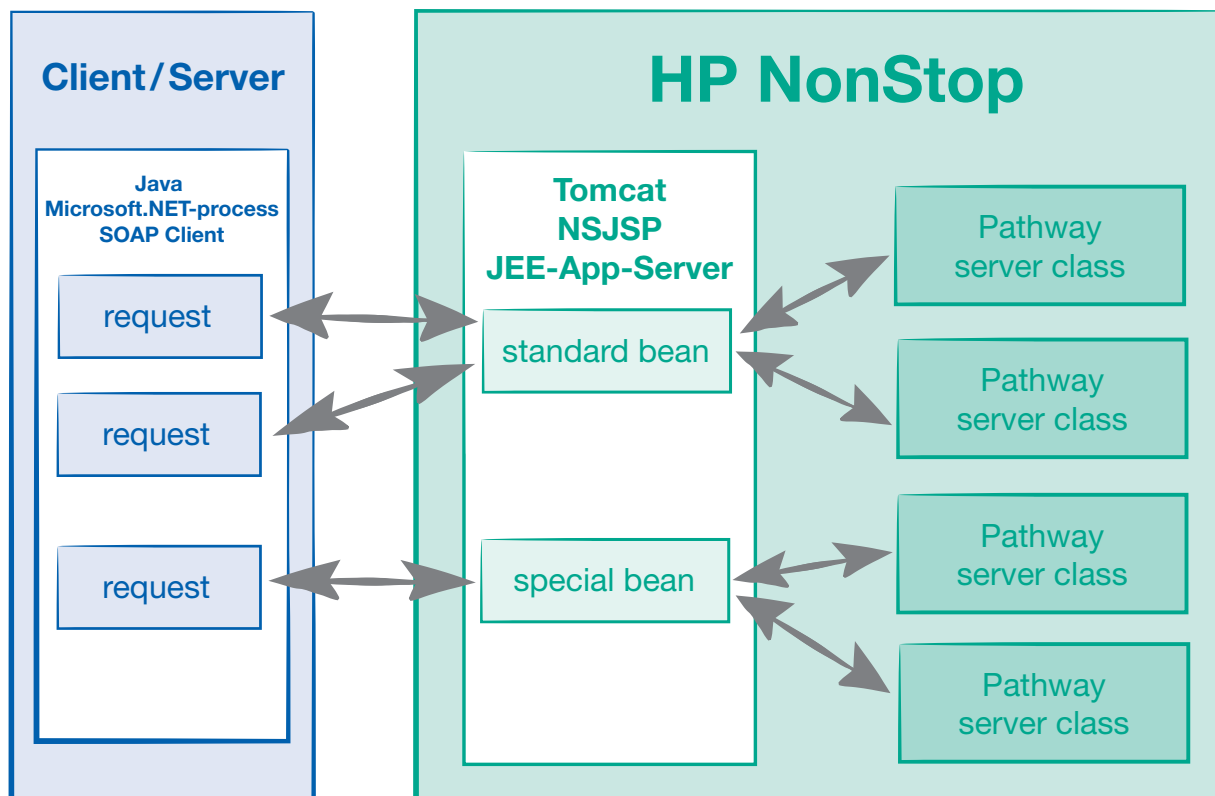 Client/Server
Java
Microsoft.NET-process
SOAP Client
request
request
request
HP NonStop
Tomcat
NSJSP
JEE-App-Server
standard bean
special bean
Pathway
server class
Pathway
server class
Pathway
server class
Pathway
server class